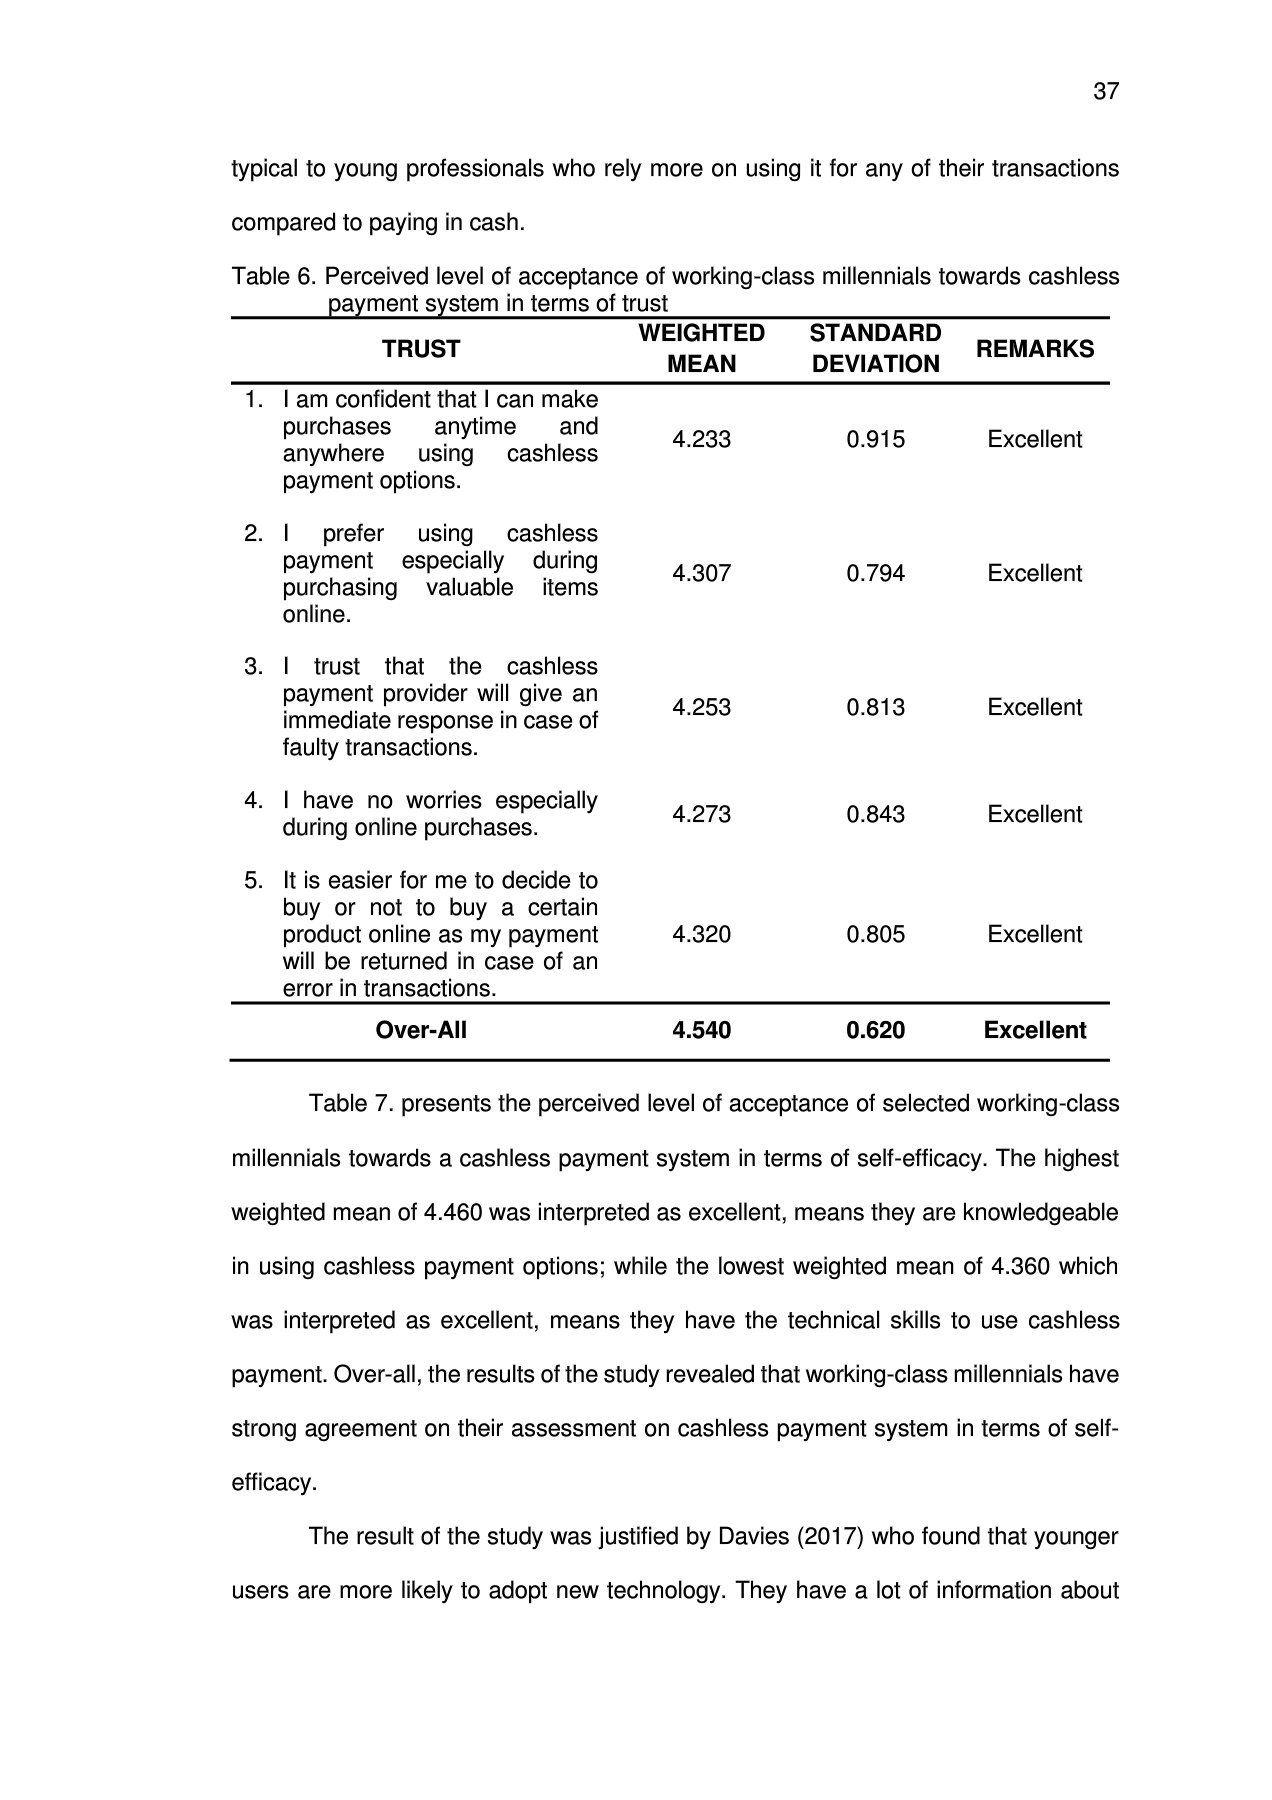 37
typical to young professionals who rely more on using it for any of their transactions
compared to paying in cash.
Table 6. Perceived level of acceptance of working-class millennials towards cashless
payment system in terms of trust
TRUST WEIGHTED MEAN STANDARD DEVIATION REMARKS
1. I am confident that I can make
purchases anytime and
anywhere using cashless
payment options.
4.233 0.915 Excellent
2. I prefer using cashless
payment especially during
purchasing valuable items
online.
4.307 0.794 Excellent
3. I trust that the cashless
payment provider will give an
immediate response in case of
faulty transactions.
4.253 0.813 Excellent
4. I have no worries especially
during online purchases.
4.273 0.843 Excellent
5. It is easier for me to decide to
buy or not to buy a certain
product online as my payment
will be returned in case of an
error in transactions.
4.320 0.805 Excellent
Over-All 4.540 0.620 Excellent
Table 7. presents the perceived level of acceptance of selected working-class
millennials towards a cashless payment system in terms of self-efficacy. The highest
weighted mean of 4.460 was interpreted as excellent, means they are knowledgeable
in using cashless payment options; while the lowest weighted mean of 4.360 which
was interpreted as excellent, means they have the technical skills to use cashless
payment. Over-all, the results of the study revealed that working-class millennials have
strong agreement on their assessment on cashless payment system in terms of self-
efficacy.
The result of the study was justified by Davies (2017) who found that younger
users are more likely to adopt new technology. They have a lot of information about